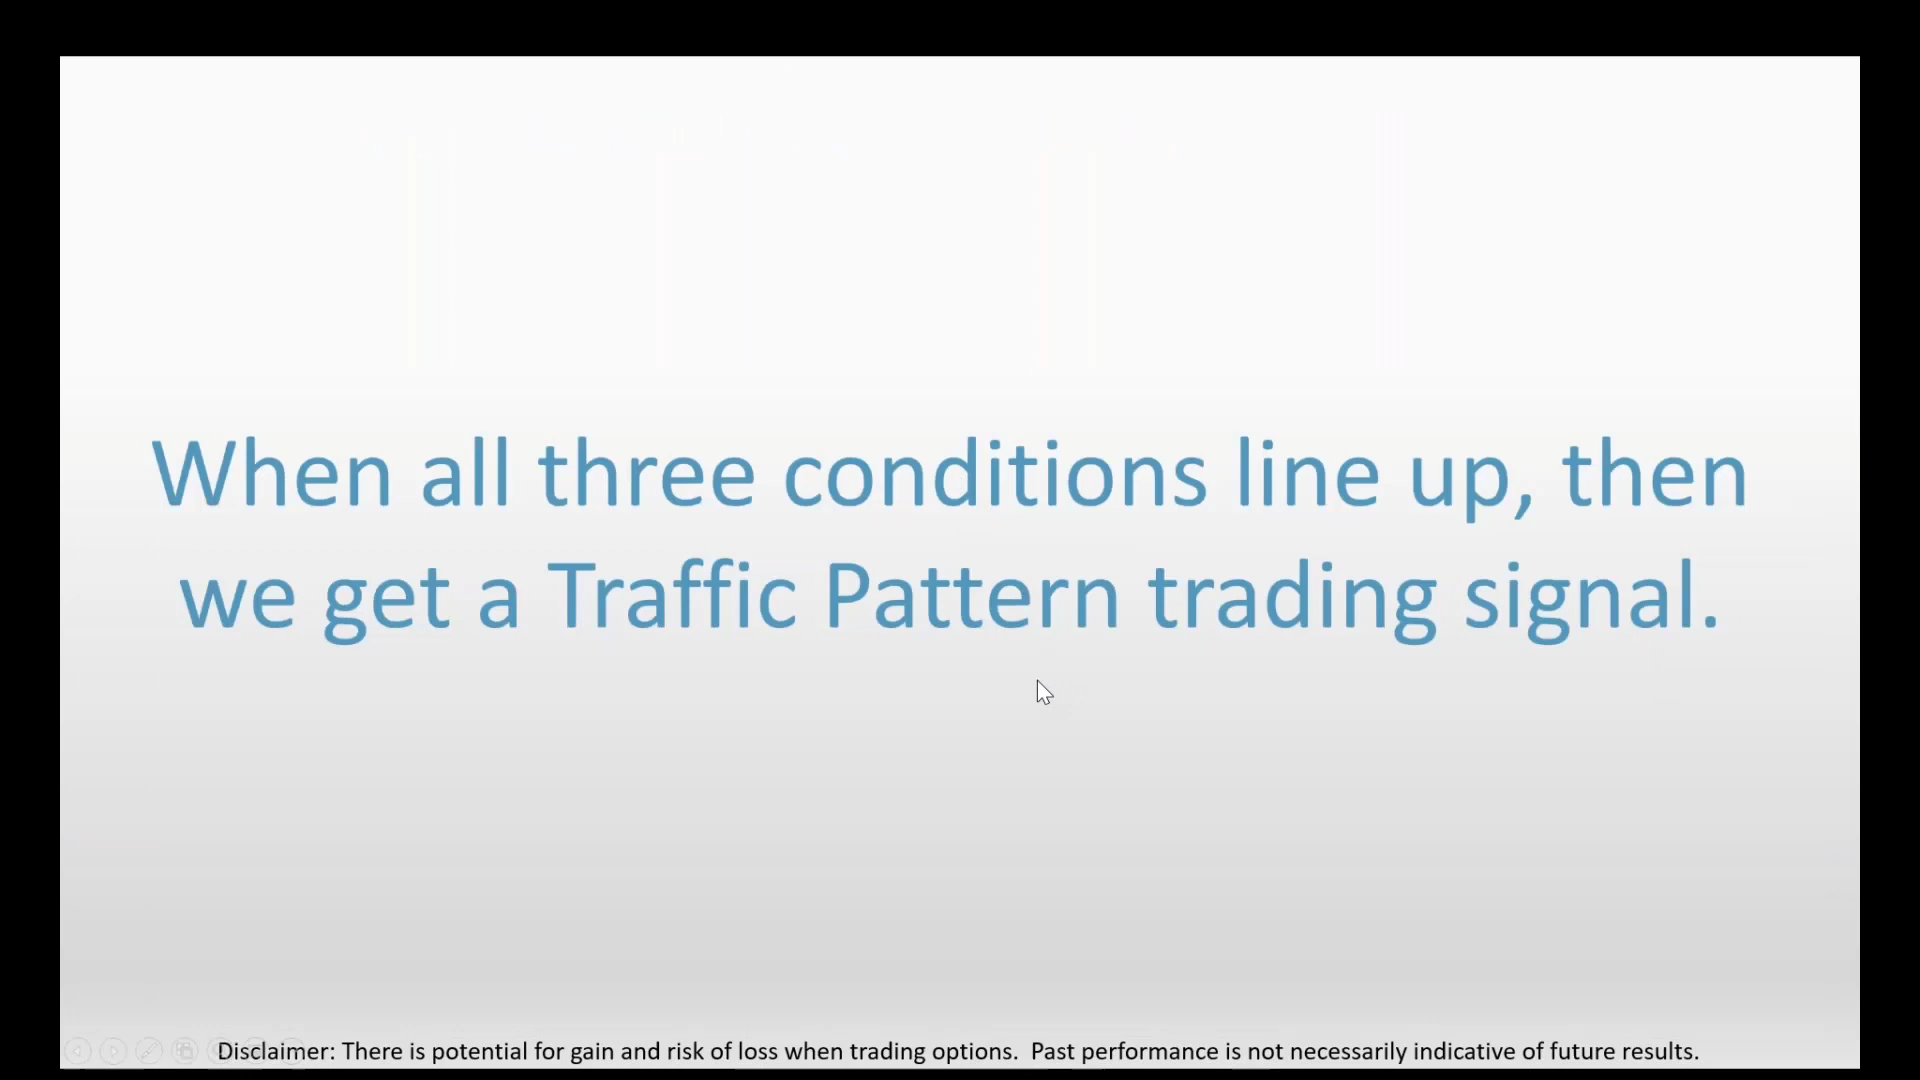 When all three conditions line up, then
we get a Traffic Pattern trading signal.
Disclaimer: There is potential for gain and risk of loss when trading options.  Past performance is not necessarily indicative of future results.